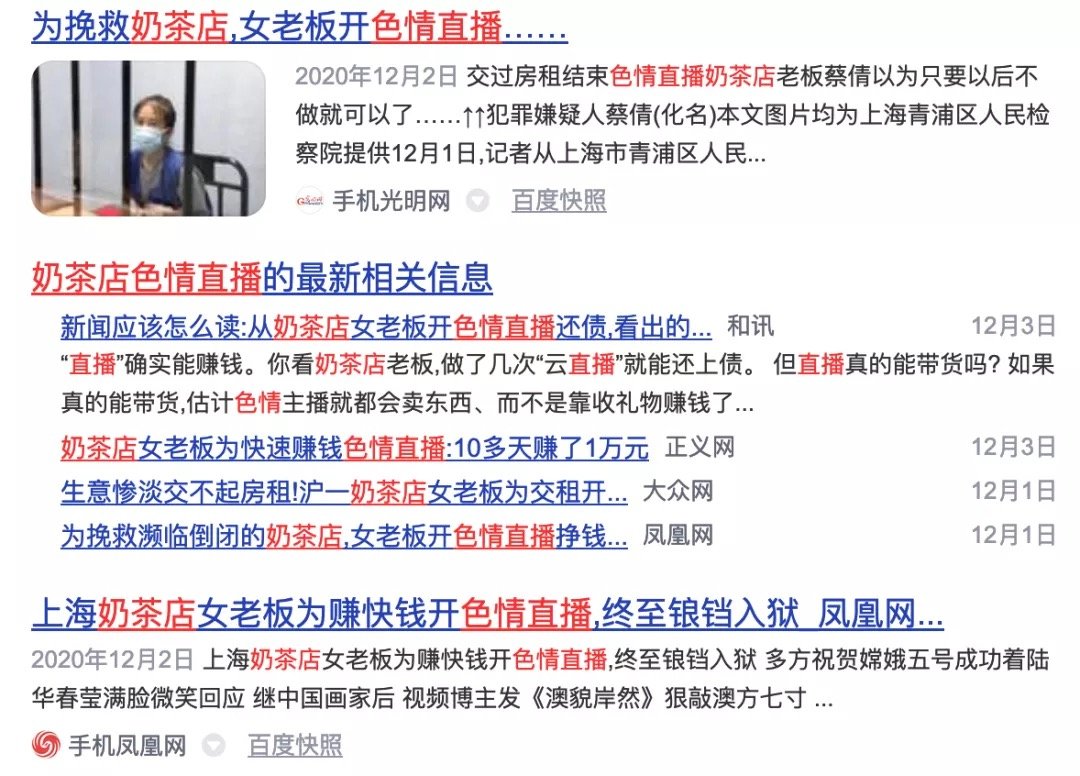 为挽救奶茶店,女老板开色情直播……
2020年12月2日 交过房租结束色情直播奶茶店老板蔡倩以为只要以后不
做就可以了……↑↑犯罪嫌疑人蔡倩(化名)本文图片均为上海青浦区人民检
察院提供12月1日,记者从上海市青浦区人民...
手机光明网 百度快照
奶茶店色情直播的最新相关信息
新闻应该怎么读:从奶茶店女老板开色情直播还债,看出的... 和讯 12月3日
“直播”确实能赚钱。你看奶茶店老板,做了几次“云直播”就能还上债。 但直播真的能带货吗? 如果
真的能带货,估计色情主播就都会卖东西、而不是靠收礼物赚钱了...
奶茶店女老板为快速赚钱色情直播:10多天赚了1万元 正义网 12月3日
生意惨淡交不起房租!沪一奶茶店女老板为交租开... 大众网 12月1日
为挽救濒临倒闭的奶茶店,女老板开色情直播挣钱... 凤凰网 12月1日
上海奶茶店女老板为赚快钱开色情直播,终至锒铛入狱_凤凰网...
2020年12月2日 上海奶茶店女老板为赚快钱开色情直播,终至锒铛入狱 多方祝贺嫦娥五号成功着陆
华春莹满脸微笑回应 继中国画家后 视频博主发《澳貌岸然》狠敲澳方七寸 ...
手机凤凰网 百度快照